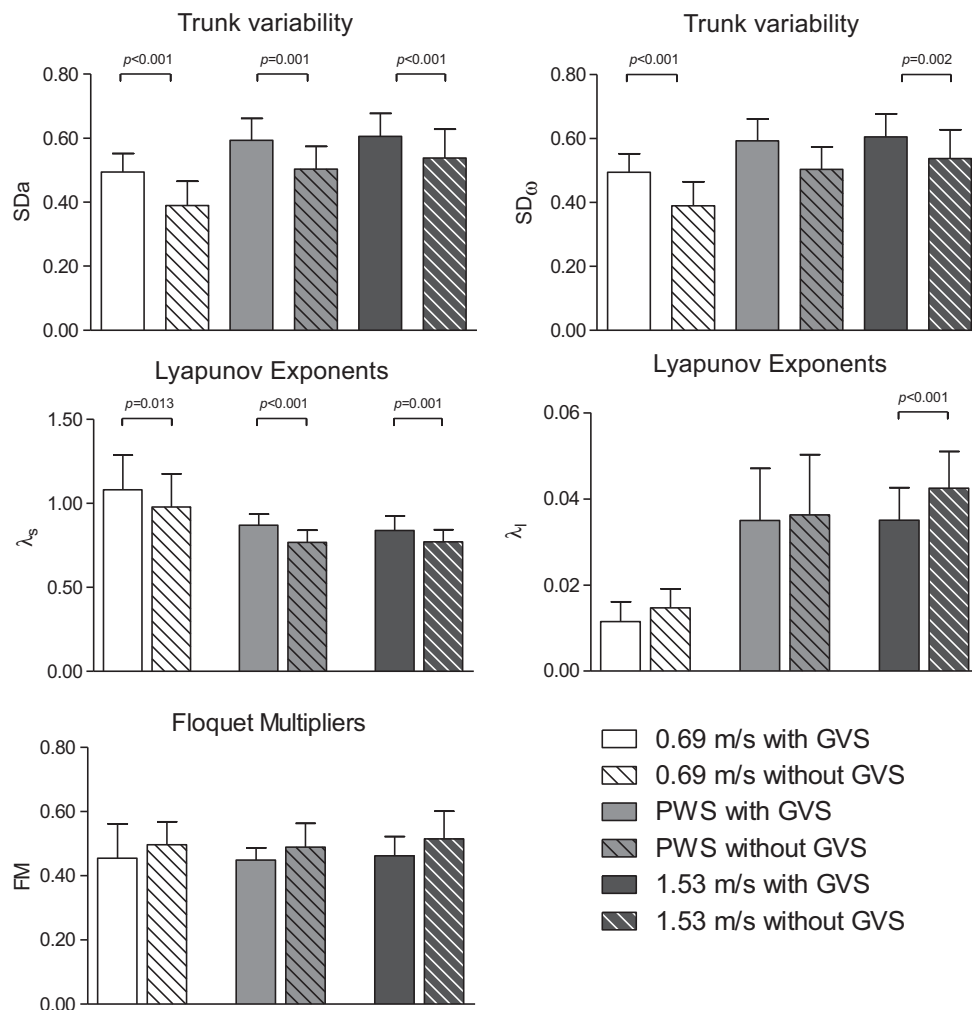 Trunk variability
p<0.001
p=0.001
p<0.001
0.80
0.60
0.40
0.20
0.00
SDa
Trunk variability
p<0.001
p=0.002
0.80
0.60
0.40
0.20
0.00
SDω
Lyapunov Exponents
p=0.013
p<0.001
p=0.001
1.50
1.00
0.50
0.00
λs
Lyapunov Exponents
p<0.001
0.06
0.04
0.02
0.00
λl
Floquet Multipliers
0.80
0.60
0.40
0.20
0.00
FM
0.69 m/s with GVS
0.69 m/s without GVS
PWS with GVS
PWS without GVS
1.53 m/s with GVS
1.53 m/s without GVS